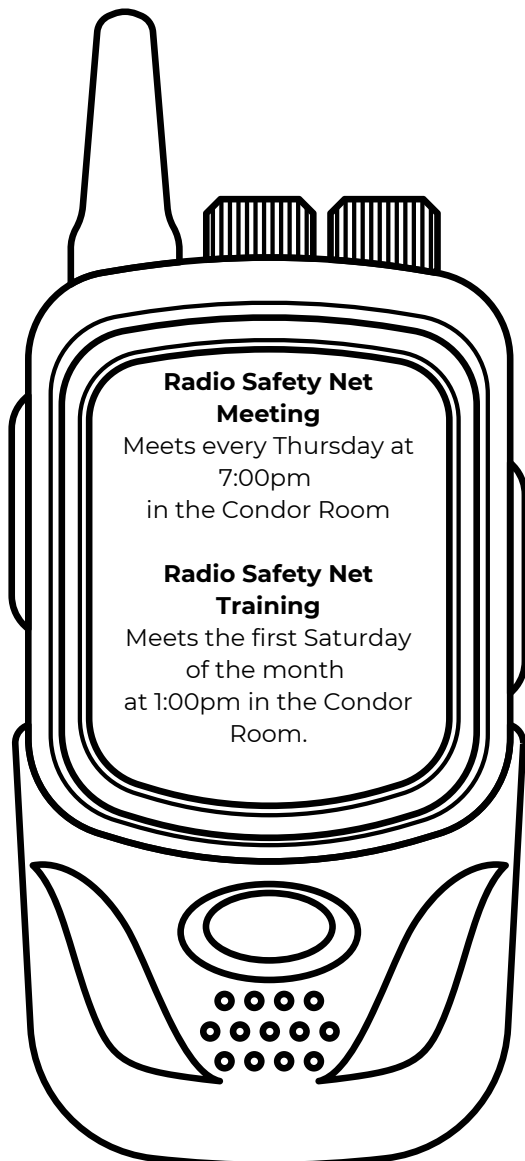 Radio Safety Net
Meeting
Meets every Thursday at
7:00pm
in the Condor Room
Radio Safety Net
Training
Meets the first Saturday
of the month
at 1:00pm in the Condor
Room.